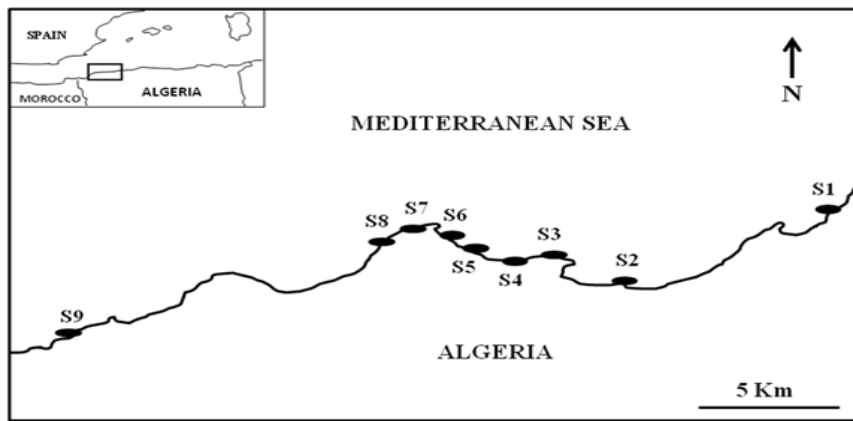 SPAIN
MOROCCO
ALGERIA
N
MEDITERRANEAN SEA
S1
S7
S6
S8
S3
S5
S4
S2
S9
ALGERIA
5 Km